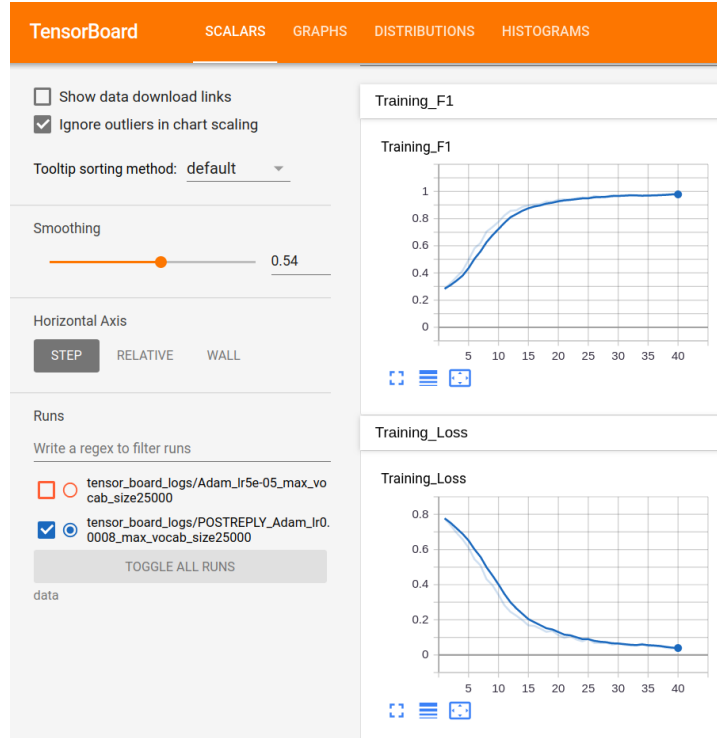 TensorBoard SCALARS GRAPHS DISTRIBUTIONS HISTOGRAMS
Show data download links
Ignore outliers in chart scaling
Tooltip sorting method: default
Smoothing
0.54
Horizontal Axis
STEP RELATIVE WALL
Runs
Write a regex to filter runs
tensor_board_logs/Adam_lr5e-05_max_vo
cab_size25000
tensor_board_logs/POSTREPLY_Adam_lr0.
0008_max_vocab_size25000
TOGGLE ALL RUNS
data
Training_F1
Training_F1
1
0.8
0.6
0.4
0.2
0
5 10 15 20 25 30 35 40
Training_Loss
Training_Loss
0.8
0.6
0.4
0.2
0
5 10 15 20 25 30 35 40